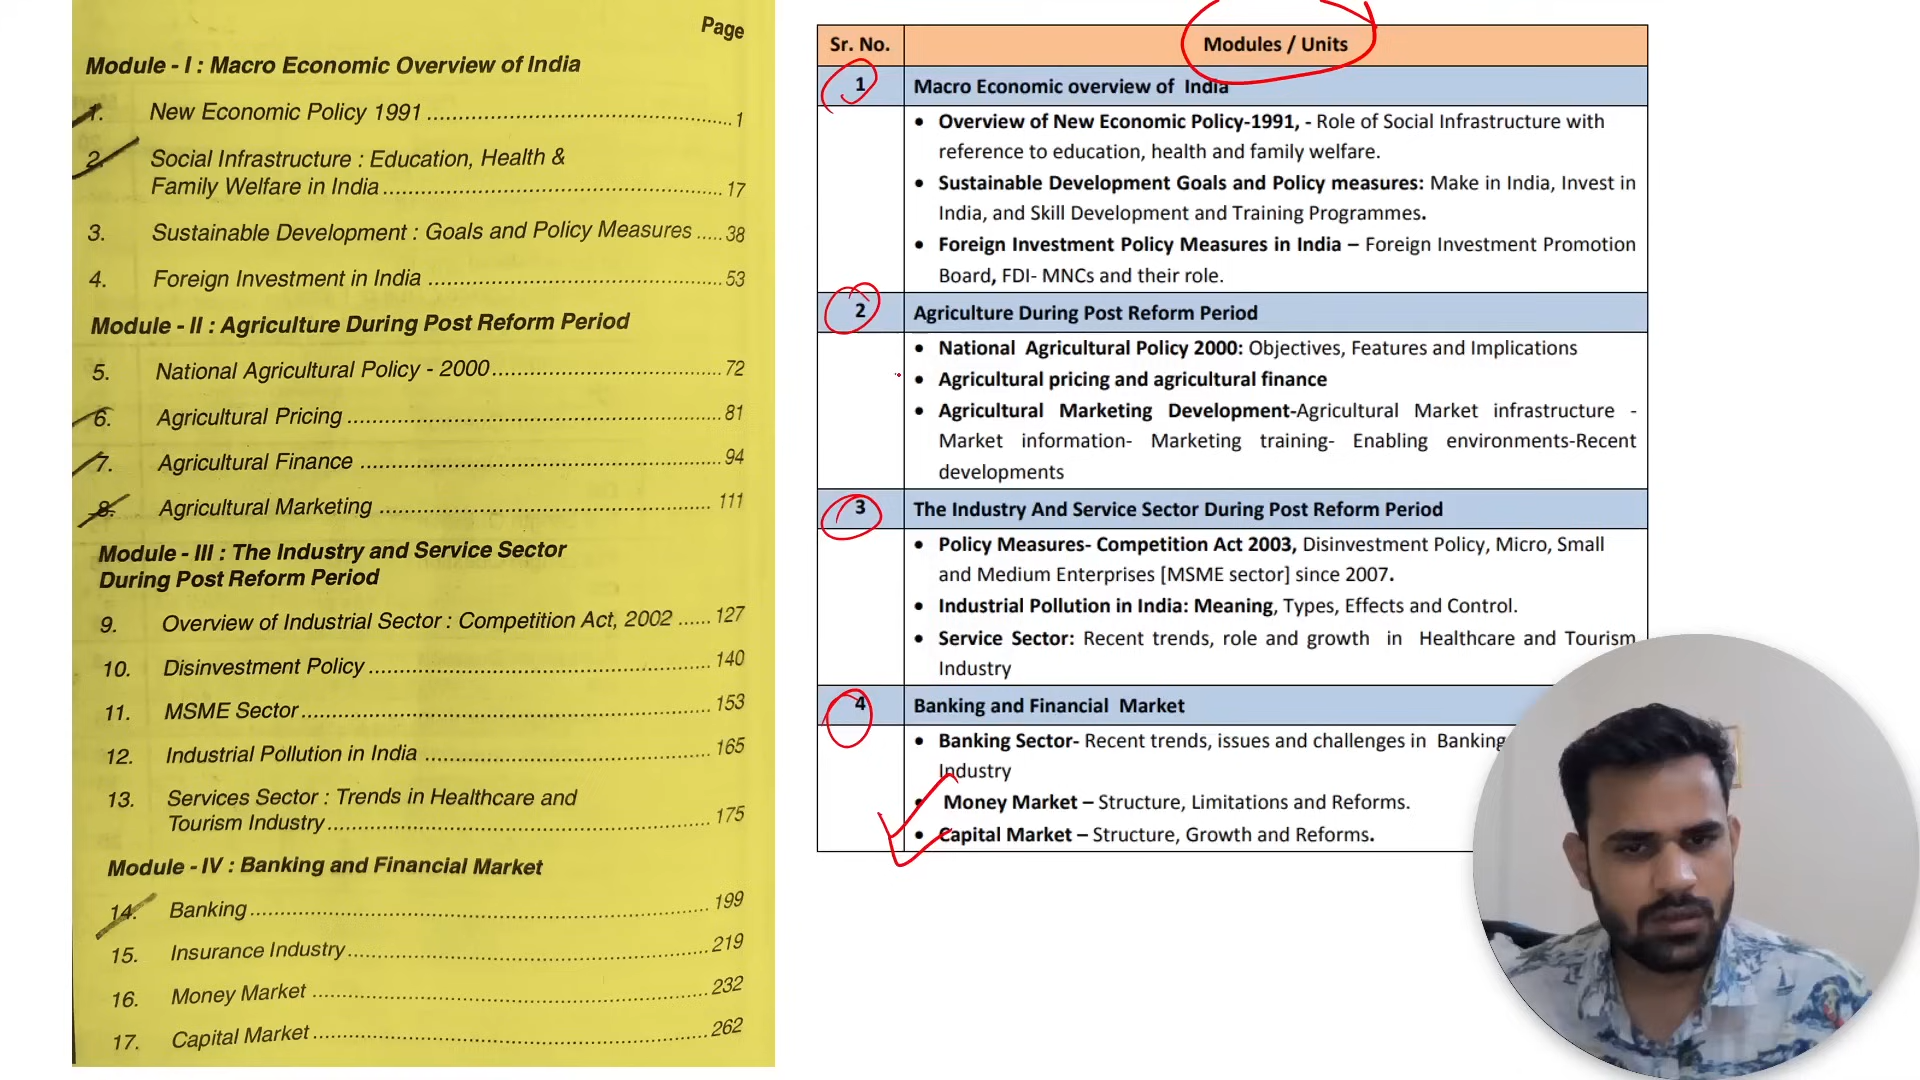 Page
Module - I : Macro Economic Overview of India
1. New Economic Policy 1991 ..... 1
2. Social Infrastructure : Education, Health &
Family Welfare in India ..... 17
3. Sustainable Development : Goals and Policy Measures ..... 38
4. Foreign Investment in India ..... 53
Module - II : Agriculture During Post Reform Period
5. National Agricultural Policy - 2000 ..... 72
6. Agricultural Pricing ..... 81
7. Agricultural Finance ..... 94
8. Agricultural Marketing ..... 111
Module - III : The Industry and Service Sector
During Post Reform Period
9. Overview of Industrial Sector : Competition Act, 2002 ...... 127
10. Disinvestment Policy ..... 140
11. MSME Sector ..... 153
12. Industrial Pollution in India ..... 165
13. Services Sector : Trends in Healthcare and
Tourism Industry ..... 175
Module - IV : Banking and Financial Market
14. Banking ..... 199
15. Insurance Industry ..... 219
16. Money Market ..... 232
17. Capital Market ..... 262
Sr. No. Modules / Units
1 Macro Economic overview of India
• Overview of New Economic Policy-1991, - Role of Social Infrastructure with
reference to education, health and family welfare.
• Sustainable Development Goals and Policy measures: Make in India, Invest in
India, and Skill Development and Training Programmes.
• Foreign Investment Policy Measures in India – Foreign Investment Promotion
Board, FDI- MNCs and their role.
2 Agriculture During Post Reform Period
• National Agricultural Policy 2000: Objectives, Features and Implications
• Agricultural pricing and agricultural finance
• Agricultural Marketing Development-Agricultural Market infrastructure -
Market information- Marketing training- Enabling environments-Recent
developments
3 The Industry And Service Sector During Post Reform Period
• Policy Measures- Competition Act 2003, Disinvestment Policy, Micro, Small
and Medium Enterprises [MSME sector] since 2007.
• Industrial Pollution in India: Meaning, Types, Effects and Control.
• Service Sector: Recent trends, role and growth in Healthcare and Tourism
Industry
4 Banking and Financial Market
• Banking Sector- Recent trends, issues and challenges in Banking
Industry
• Money Market – Structure, Limitations and Reforms.
• Capital Market – Structure, Growth and Reforms.